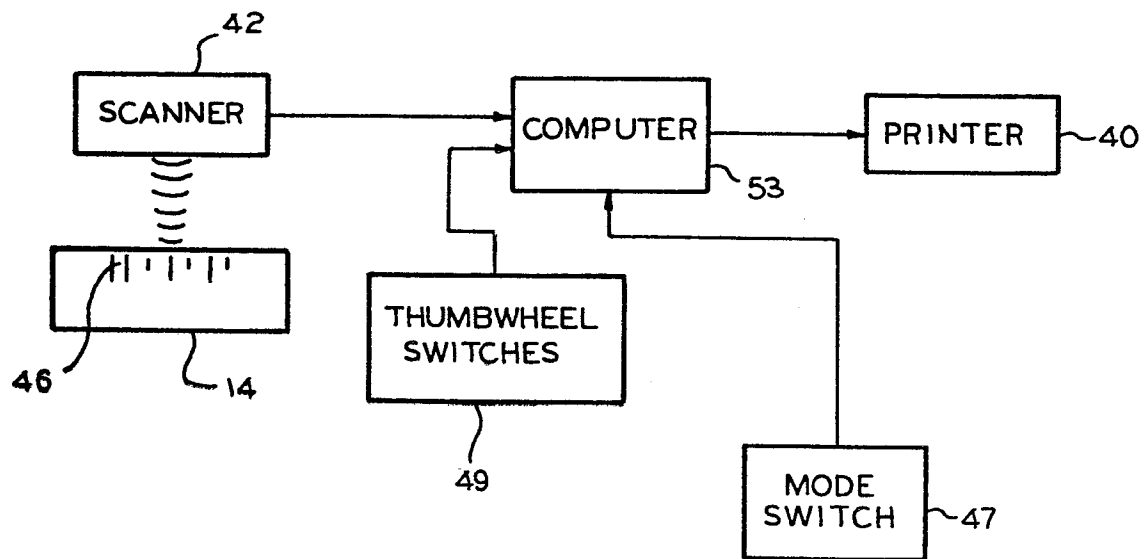 42
SCANNER
COMPUTER
PRINTER
40
53
46
14
THUMBWHEEL
SWITCHES
49
MODE
SWITCH
47